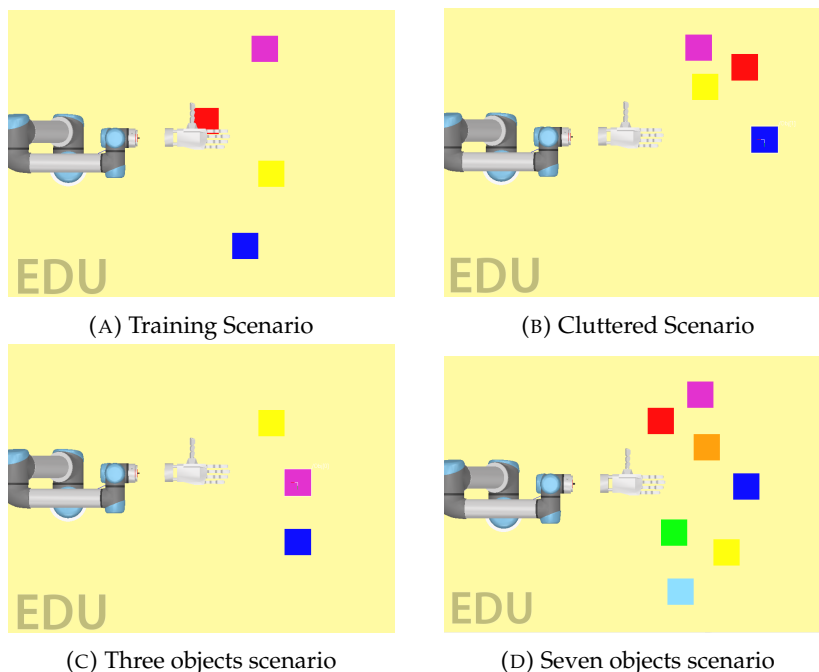 EDU
EDU
(A) Training Scenario
(B) Cluttered Scenario
EDU
EDU
(C) Three objects scenario
(D) Seven objects scenario